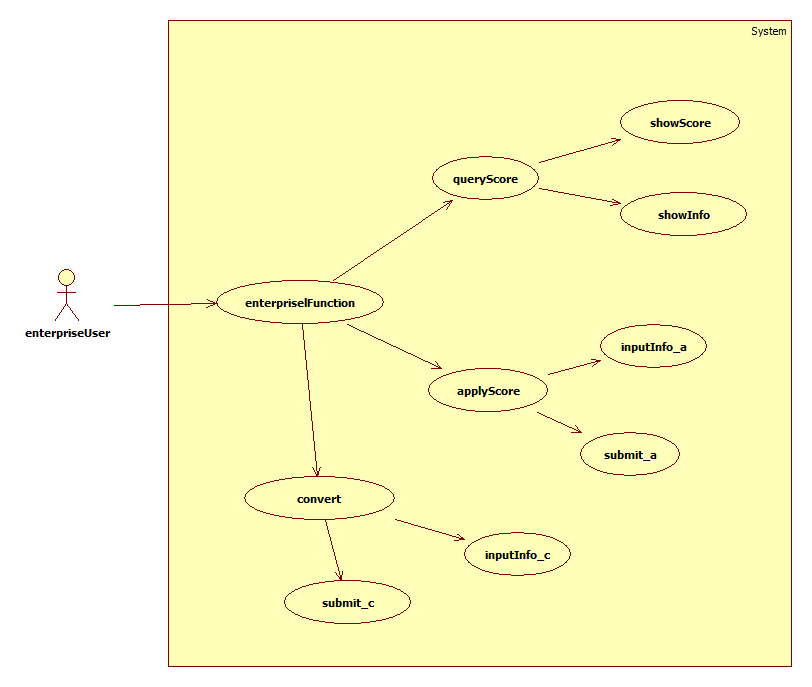 System
showScore
queryScore
showInfo
enterpriselFunction
enterpriseUser
inputInfo_a
applyScore
submit_a
convert
inputInfo_c
submit_c